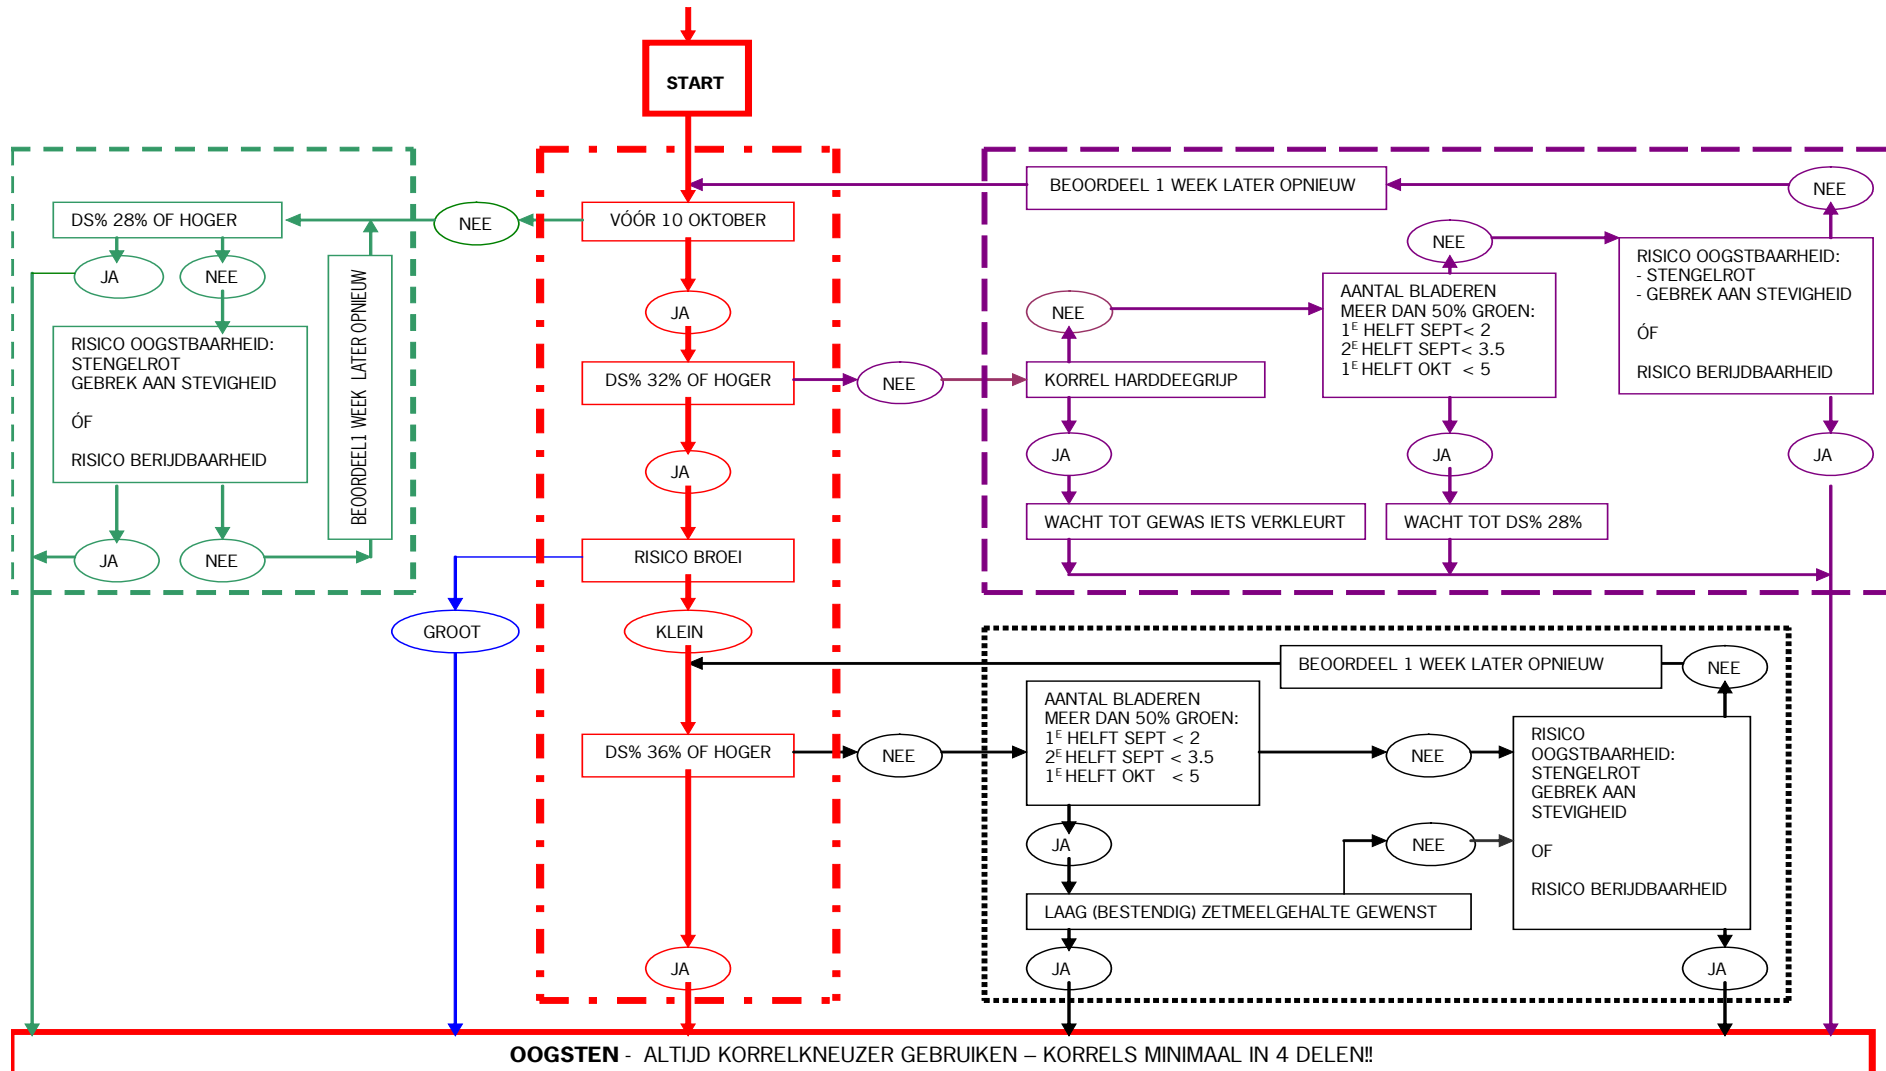 START
DS% 28% OF HOGER
NEE
VÓÓR 10 OKTOBER
JA
NEE
RISICO OOGSTBAARHEID:
STENGELROT
GEBREK AAN STEVIGHEID
ÓF
RISICO BERIJDBAARHEID
JA
NEE
BEOORDEEL1 WEEK LATER OPNIEUW
JA
DS% 32% OF HOGER
NEE
JA
RISICO BROEI
GROOT
KLEIN
DS% 36% OF HOGER
NEE
JA
BEOORDEEL 1 WEEK LATER OPNIEUW
NEE
NEE
RISICO OOGSTBAARHEID:
- STENGELROT
- GEBREK AAN STEVIGHEID
ÓF
RISICO BERIJDBAARHEID
NEE
AANTAL BLADEREN
MEER DAN 50% GROEN:
1E HELFT SEPT< 2
2E HELFT SEPT< 3.5
1E HELFT OKT < 5
KORREL HARDDEEGRIJP
JA
JA
JA
WACHT TOT GEWAS IETS VERKLEURT
WACHT TOT DS% 28%
BEOORDEEL 1 WEEK LATER OPNIEUW
NEE
AANTAL BLADEREN
MEER DAN 50% GROEN:
1E HELFT SEPT < 2
2E HELFT SEPT < 3.5
1E HELFT OKT < 5
NEE
RISICO
OOGSTBAARHEID:
STENGELROT
GEBREK AAN
STEVIGHEID
OF
RISICO BERIJDBAARHEID
JA
NEE
LAAG (BESTENDIG) ZETMEELGEHALTE GEWENST
JA
JA
OOGSTEN - ALTIJD KORRELKNEUZER GEBRUIKEN – KORRELS MINIMAAL IN 4 DELEN!!